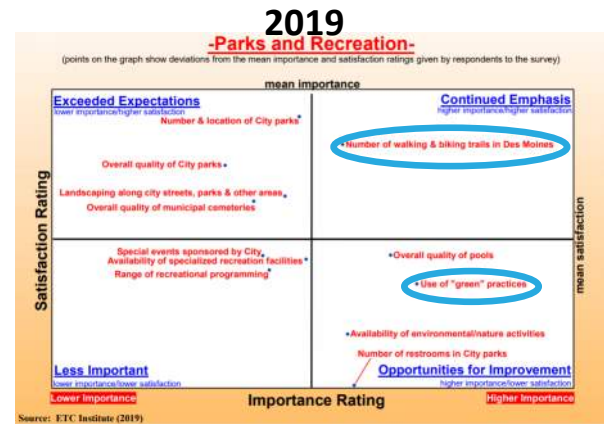 2019
-Parks and Recreation-
(points on the graph show deviations from the mean importance and satisfaction ratings given by respondents to the survey)
mean importance
Exceeded Expectations
lower importance/higher satisfaction
Continued Emphasis
higher importance/higher satisfaction
Number & location of City parks
Number of walking & biking trails in Des Moines
Overall quality of City parks
Landscaping along city streets, parks & other areas
Overall quality of municipal cemeteries
Satisfaction Rating
mean satisfaction
Special events sponsored by City
Availability of specialized recreation facilities
Range of recreational programming
Overall quality of pools
Use of "green" practices
Availability of environmental/nature activities
Number of restrooms in City parks
Less Important
lower importance/lower satisfaction
Opportunities for Improvement
higher importance/lower satisfaction
Lower Importance
Importance Rating
Higher Importance
Source: ETC Institute (2019)